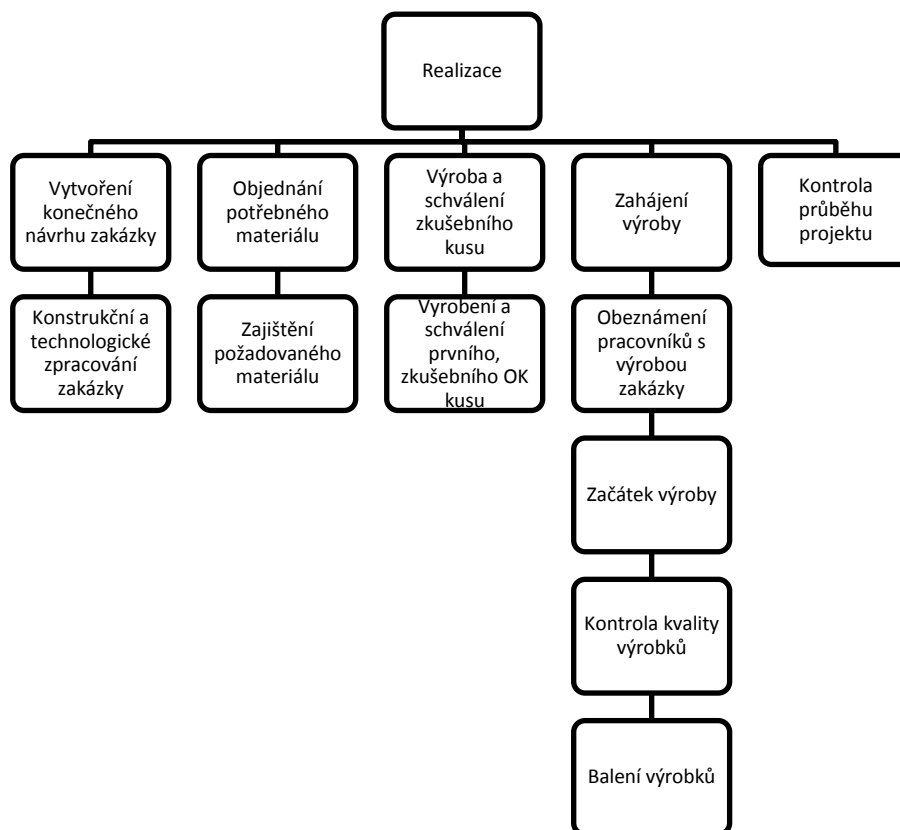 Realizace
Vytvoření
konečného
návrhu zakázky
Objednání
potřebného
materiálu
Výroba a
schválení
zkušebního
kusu
Zahájení
výroby
Kontrola
průběhu
projektu
Konstrukční a
technologické
zpracování
zakázky
Zajištění
požadovaného
materiálu
Vyrobení a
schválení
prvního,
zkušebního OK
kusu
Obeznámení
pracovníků s
výrobou
zakázky
Začátek výroby
Kontrola kvality
výrobků
Balení výrobků